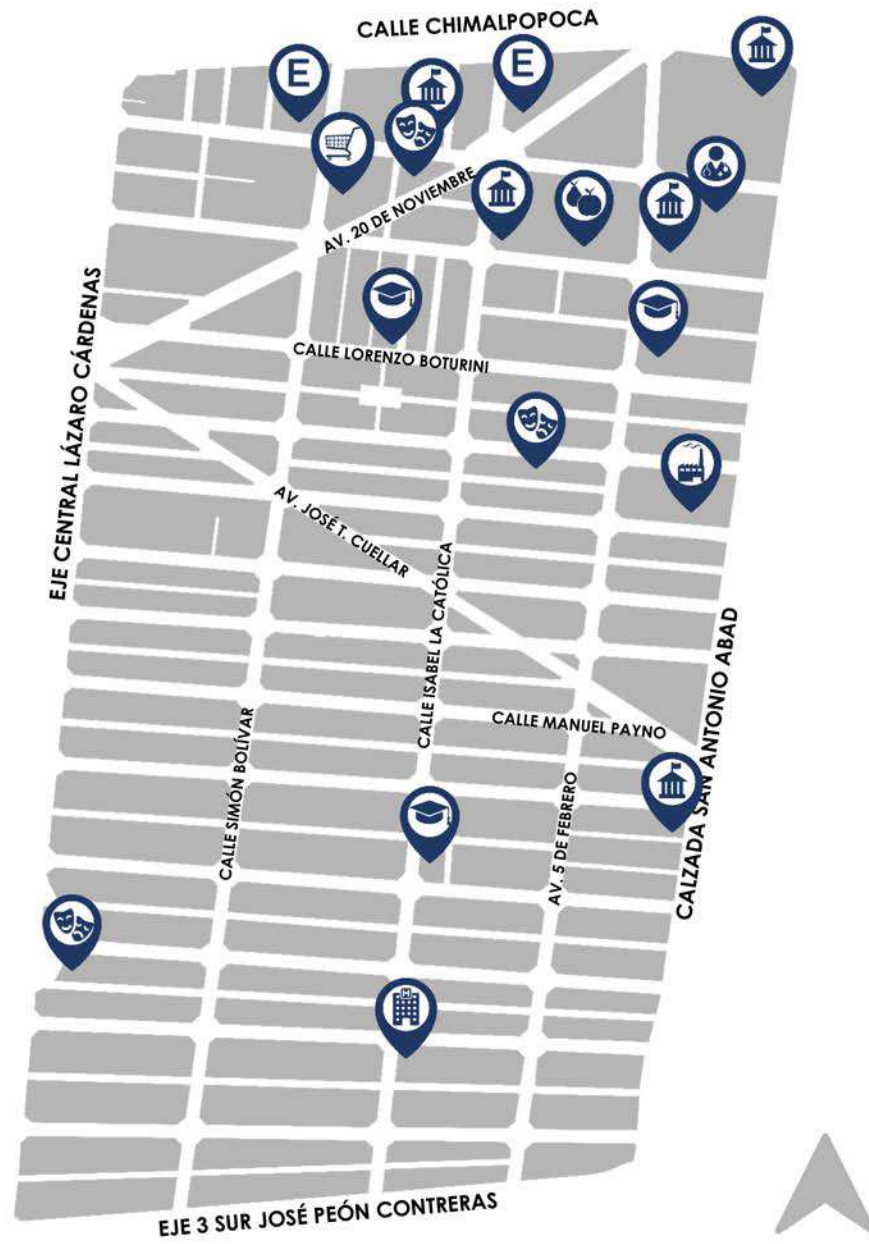 CALLE CHIMALPOPOCA
E
E
AV. 20 DE NOVIEMBRE
EJE CENTRAL LÁZARO CÁRDENAS
CALLE LORENZO BOTURINI
AV. JOSÉ T. CUELLAR
CALLE ISABEL LA CATÓLICA
CALLE SIMÓN BOLÍVAR
CALLE MANUEL PAYNO
AV. 5 DE FEBRERO
CALZADA SAN ANTONIO ABAD
H
EJE 3 SUR JOSÉ PEÓN CONTRERAS